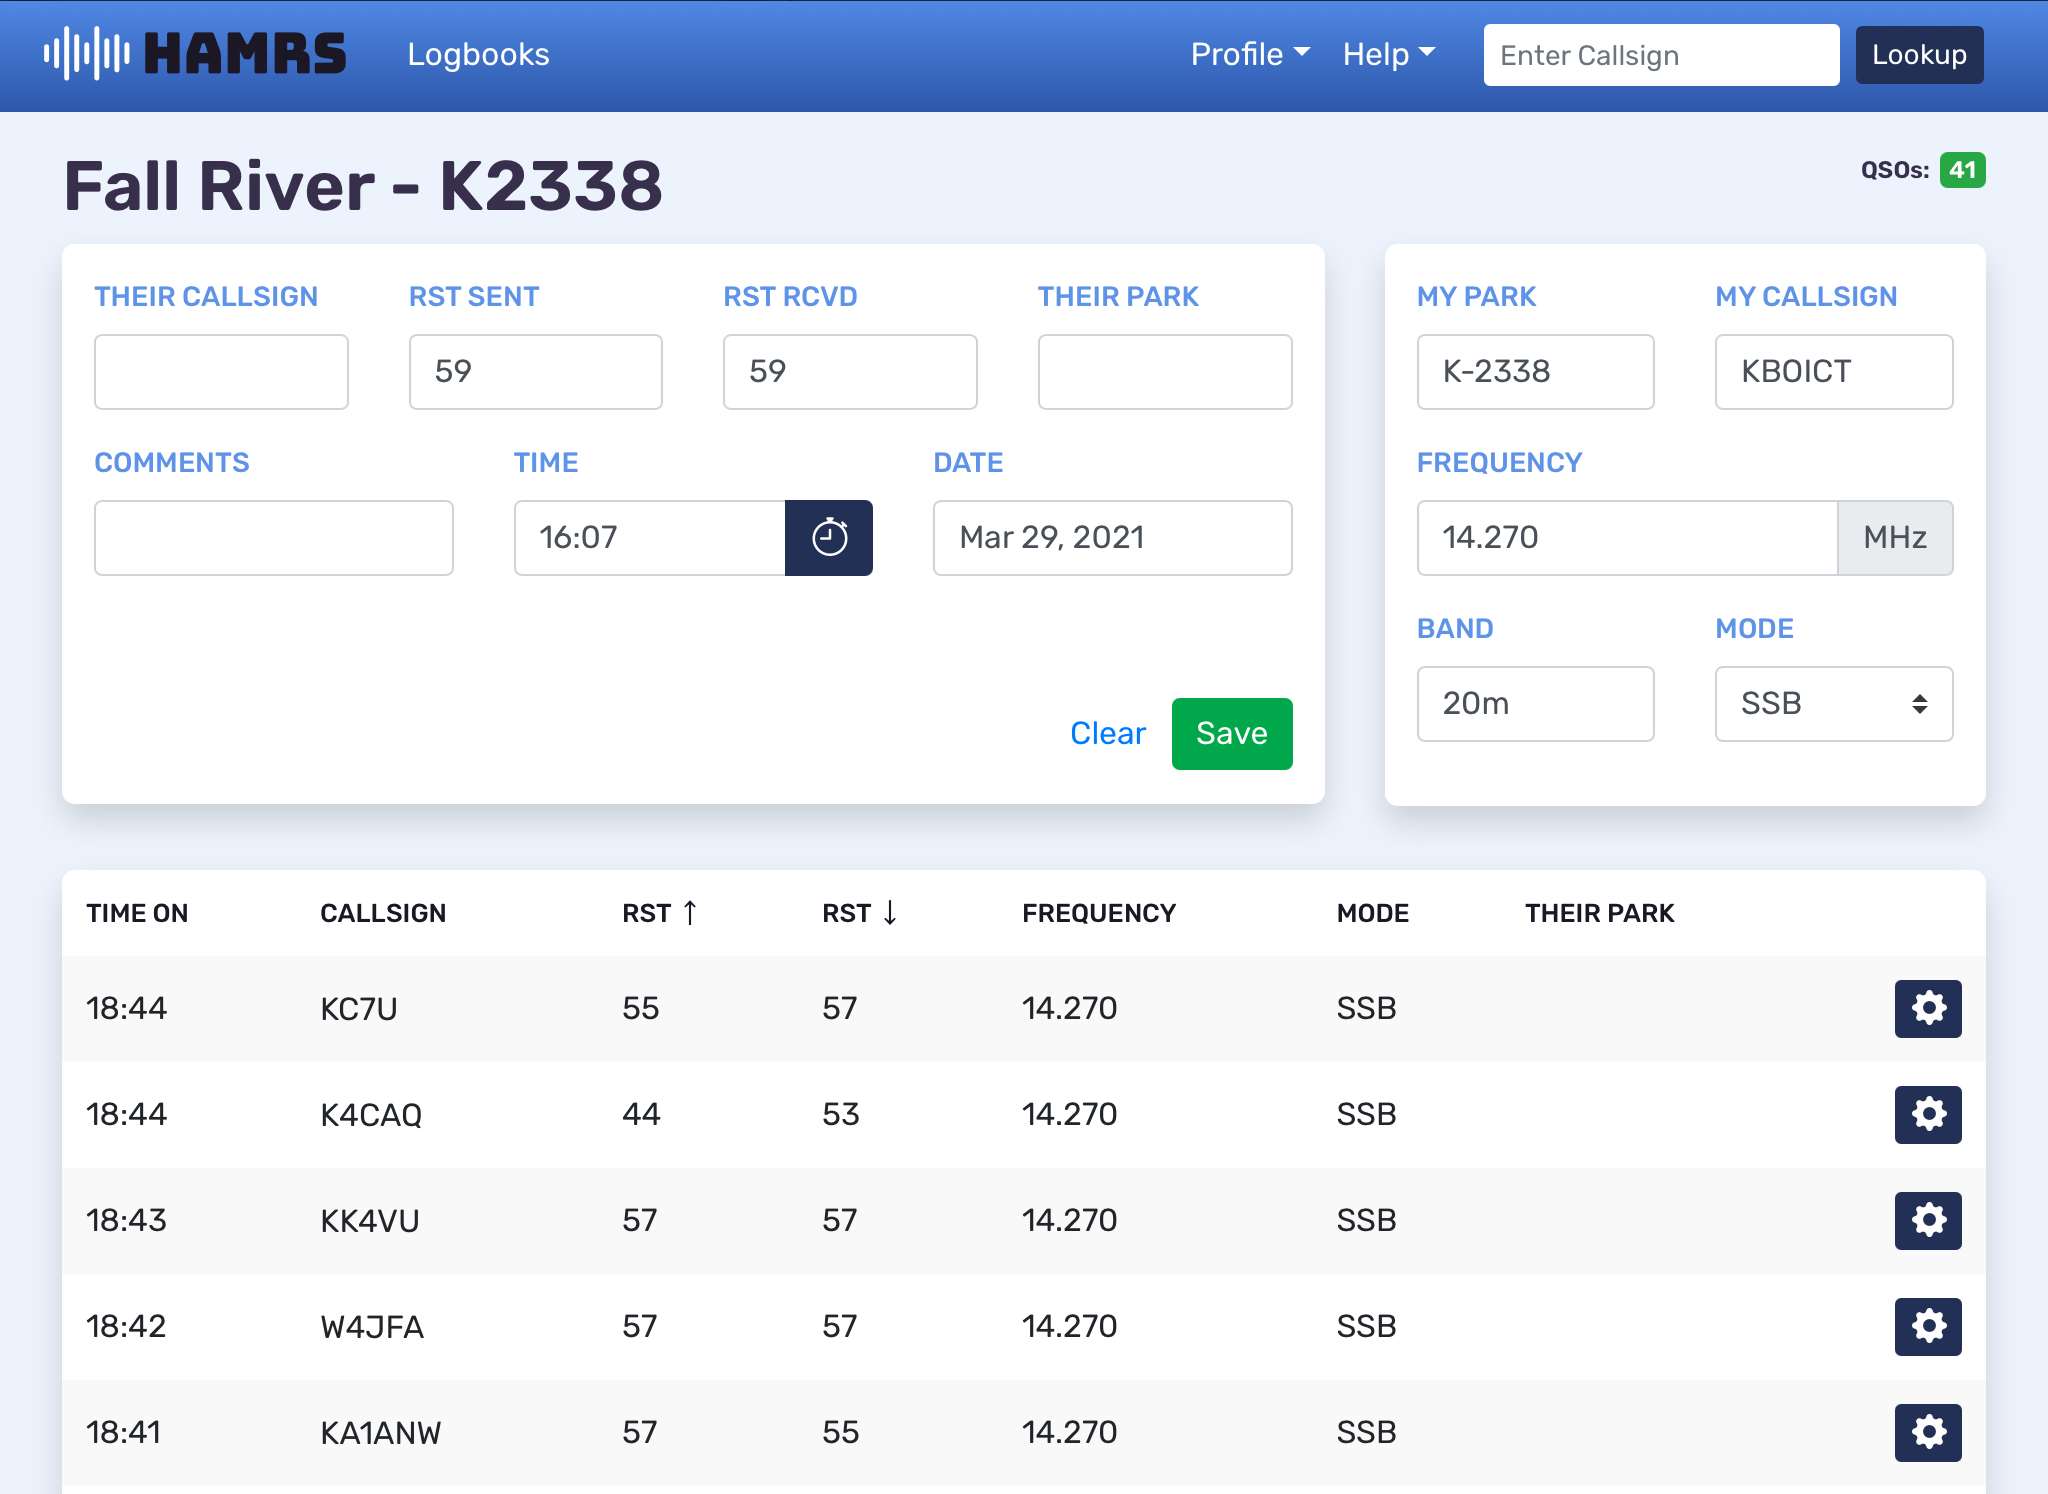 HAMRS Logbooks Profile Help Enter Callsign Lookup
Fall River - K2338
QSOs: 41
THEIR CALLSIGN RST SENT RST RCVD THEIR PARK
59 59
COMMENTS TIME DATE
16:07 Mar 29, 2021
Clear Save
MY PARK MY CALLSIGN
K-2338 KB0ICT
FREQUENCY
14.270 MHz
BAND MODE
20m SSB
TIME ON CALLSIGN RST ↑ RST ↓ FREQUENCY MODE THEIR PARK
18:44 KC7U 55 57 14.270 SSB
18:44 K4CAQ 44 53 14.270 SSB
18:43 KK4VU 57 57 14.270 SSB
18:42 W4JFA 57 57 14.270 SSB
18:41 KA1ANW 57 55 14.270 SSB